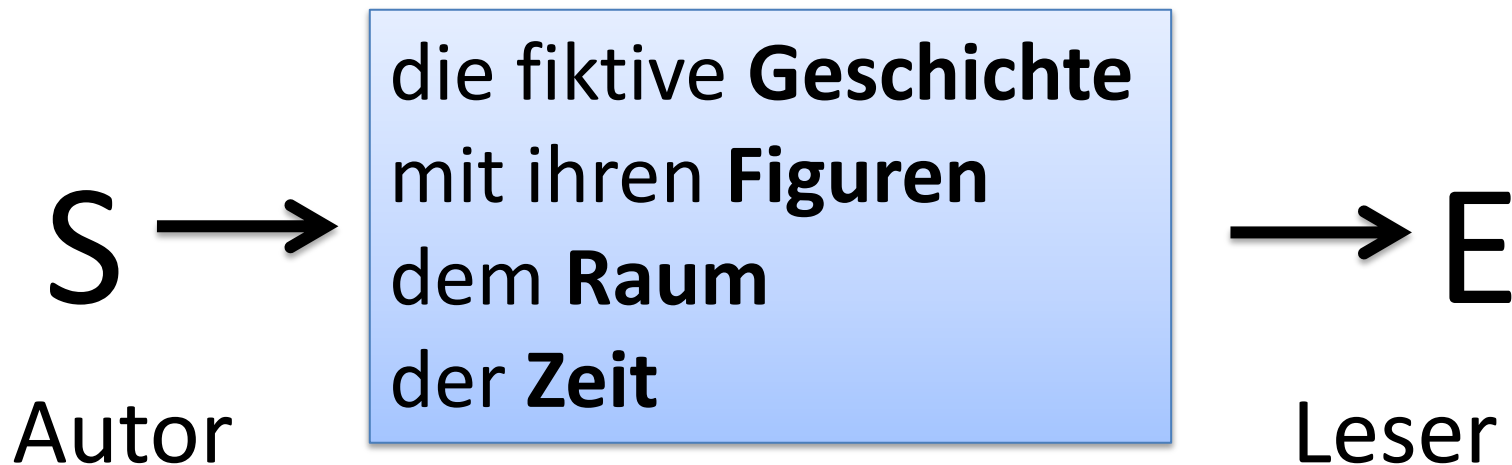 die fiktive Geschichte
mit ihren Figuren
dem Raum
der Zeit
S
E
Autor
Leser